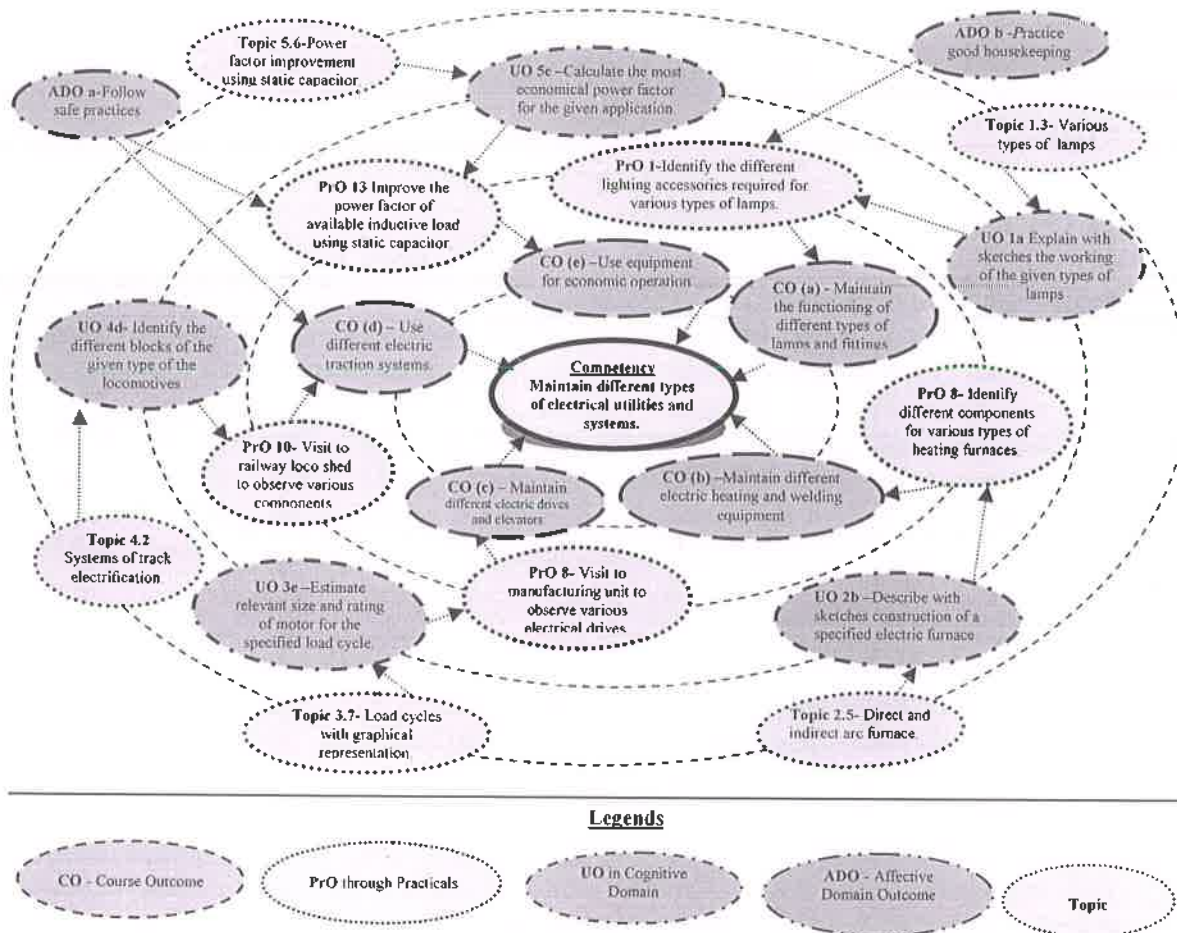 Topic 5.6-Power
factor improvement
using static capacitor
ADO b -Practice
good housekeeping
ADO a-Follow
safe practices
UO 5e –Calculate the most
economical power factor
for the given application.
Topic 1.3- Various
types of lamps
PrO 13 Improve the
power factor of
available inductive load
using static capacitor
PrO 1-Identify the different
lighting accessories required for
various types of lamps.
UO 1a Explain with
sketches the working
of the given types of
lamps
CO (e) –Use equipment
for economic operation
CO (a) - Maintain
the functioning of
different types of
lamps and fittings
UO 4d- Identify the
different blocks of the
given type of the
locomotives
CO (d) – Use
different electric
traction systems.
Competency
Maintain different types
of electrical utilities and
systems.
PrO 8- Identify
different components
for various types of
heating furnaces
PrO 10- Visit to
railway loco shed
to observe various
components
CO (c) – Maintain
different electric drives
and elevators
CO (b) –Maintain different
electric heating and welding
equipment
Topic 4.2
Systems of track
electrification
UO 3e –Estimate
relevant size and rating
of motor for the
specified load cycle.
PrO 8- Visit to
manufacturing unit to
observe various
electrical drives
UO 2b –Describe with
sketches construction of a
specified electric furnace
Topic 3.7- Load cycles
with graphical
representation
Topic 2.5- Direct and
indirect arc furnace.
Legends
CO - Course Outcome
PrO through Practicals
UO in Cognitive
Domain
ADO - Affective
Domain Outcome
Topic